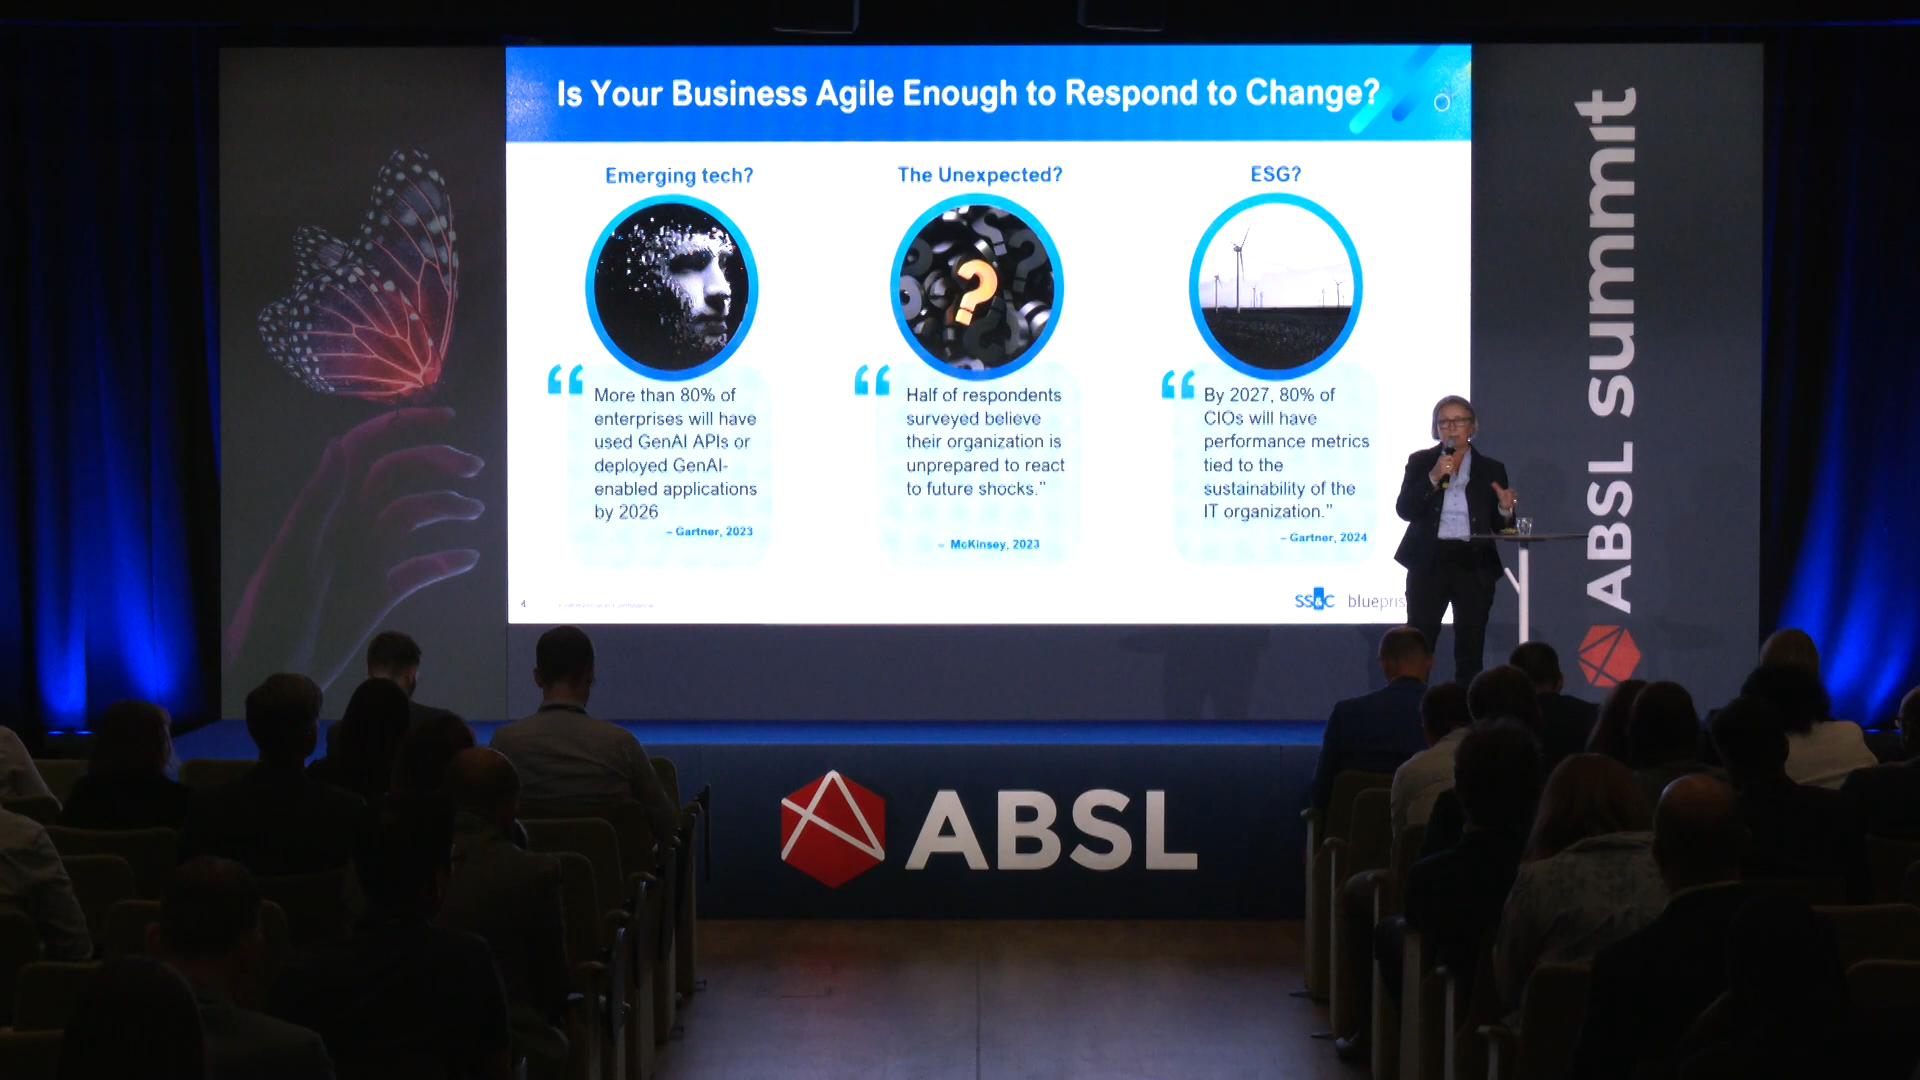 Is Your Business Agile Enough to Respond to Change?
Emerging tech?
“
More than 80% of
enterprises will have
used GenAI APIs or
deployed GenAI-
enabled applications
by 2026
– Gartner, 2023
The Unexpected?
?
“
Half of respondents
surveyed believe
their organization is
unprepared to react
to future shocks.”
– McKinsey, 2023
ESG?
“
By 2027, 80% of
CIOs will have
performance metrics
tied to the
sustainability of the
IT organization.”
– Gartner, 2024
4
SS&C bluepris
ABSL summit
ABSL